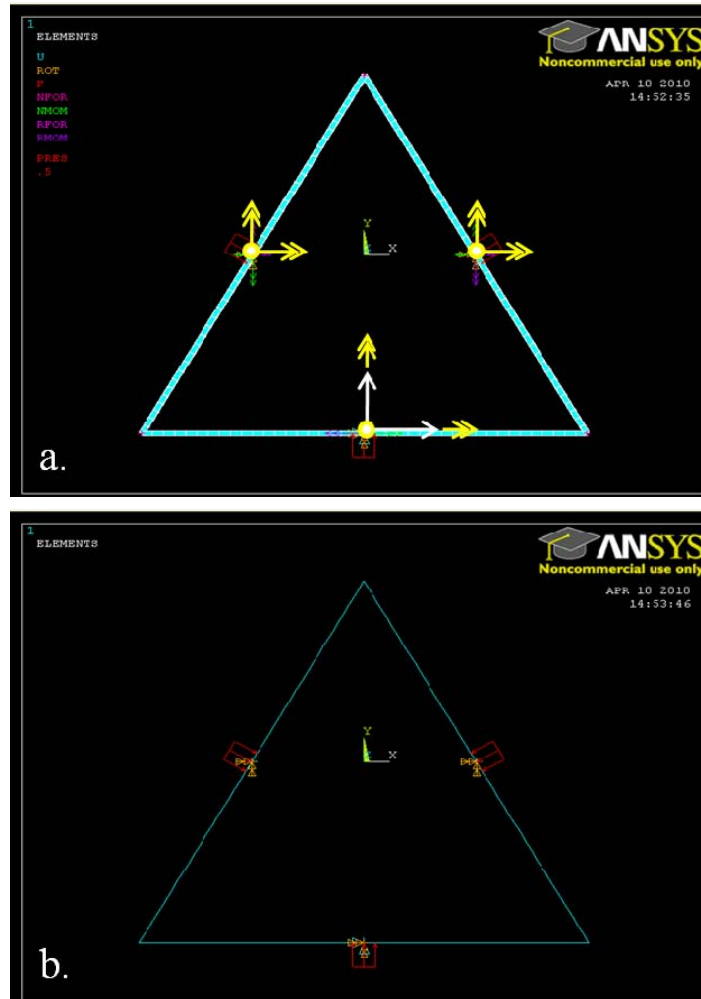 1
ELEMENTS
U
ROT
F
NFOR
NMOM
RFOR
RMOM
PRES
.5
ANSYS
Noncommercial use only
APR 10 2010
14:52:35
Y
X
a.
1
ELEMENTS
ANSYS
Noncommercial use only
APR 10 2010
14:53:46
Y
X
b.